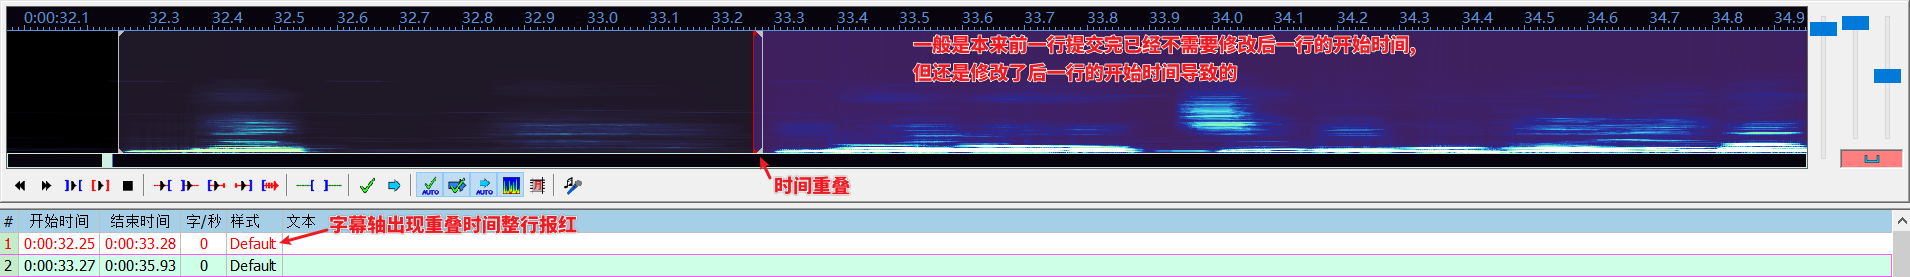 0:00:32.1 32.3 32.4 32.5 32.6 32.7 32.8 32.9 33.0 33.1 33.2 33.3 33.4 33.5 33.6 33.7 33.8 33.9 34.0 34.1 34.2 34.3 34.4 34.5 34.6 34.7 34.8 34.9
一般是本来前一行提交完已经不需要修改后一行的开始时间,
但还是修改了后一行的开始时间导致的
时间重叠
AUTO AUTO
# 开始时间 结束时间 字/秒 样式 文本
字幕轴出现重叠时间整行报红
1 0:00:32.25 0:00:33.28 0 Default
2 0:00:33.27 0:00:35.93 0 Default